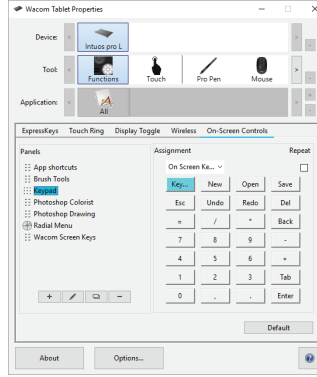 Wacom Tablet Properties
Device:
Intuos pro L
Tool:
Functions Touch Pro Pen Mouse
Application:
All
ExpressKeys Touch Ring Display Toggle Wireless On-Screen Controls
Panels
App shortcuts
Brush Tools
Keypad
Photoshop Colorist
Photoshop Drawing
Radial Menu
Wacom Screen Keys
Assignment Repeat
On Screen Ke...
Key... New Open Save
Esc Undo Redo Del
= / * Back
7 8 9 -
4 5 6 +
1 2 3 Tab
0 , . Enter
Default
About Options...